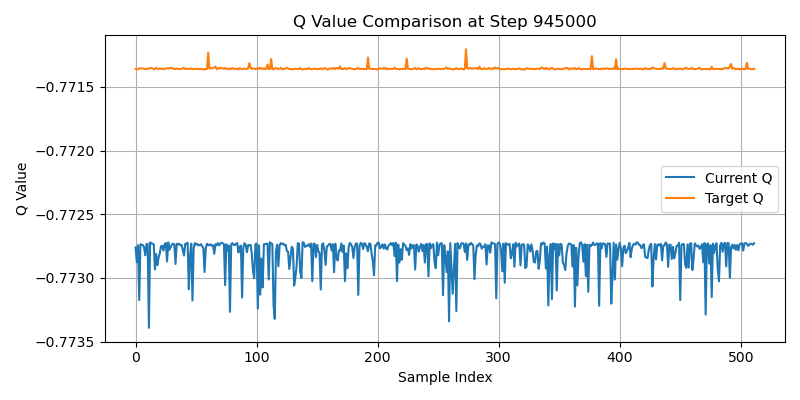 Q Value Comparison at Step 945000
Q Value
−0.7715
−0.7720
−0.7725
−0.7730
−0.7735
Current Q
Target Q
0 100 200 300 400 500
Sample Index